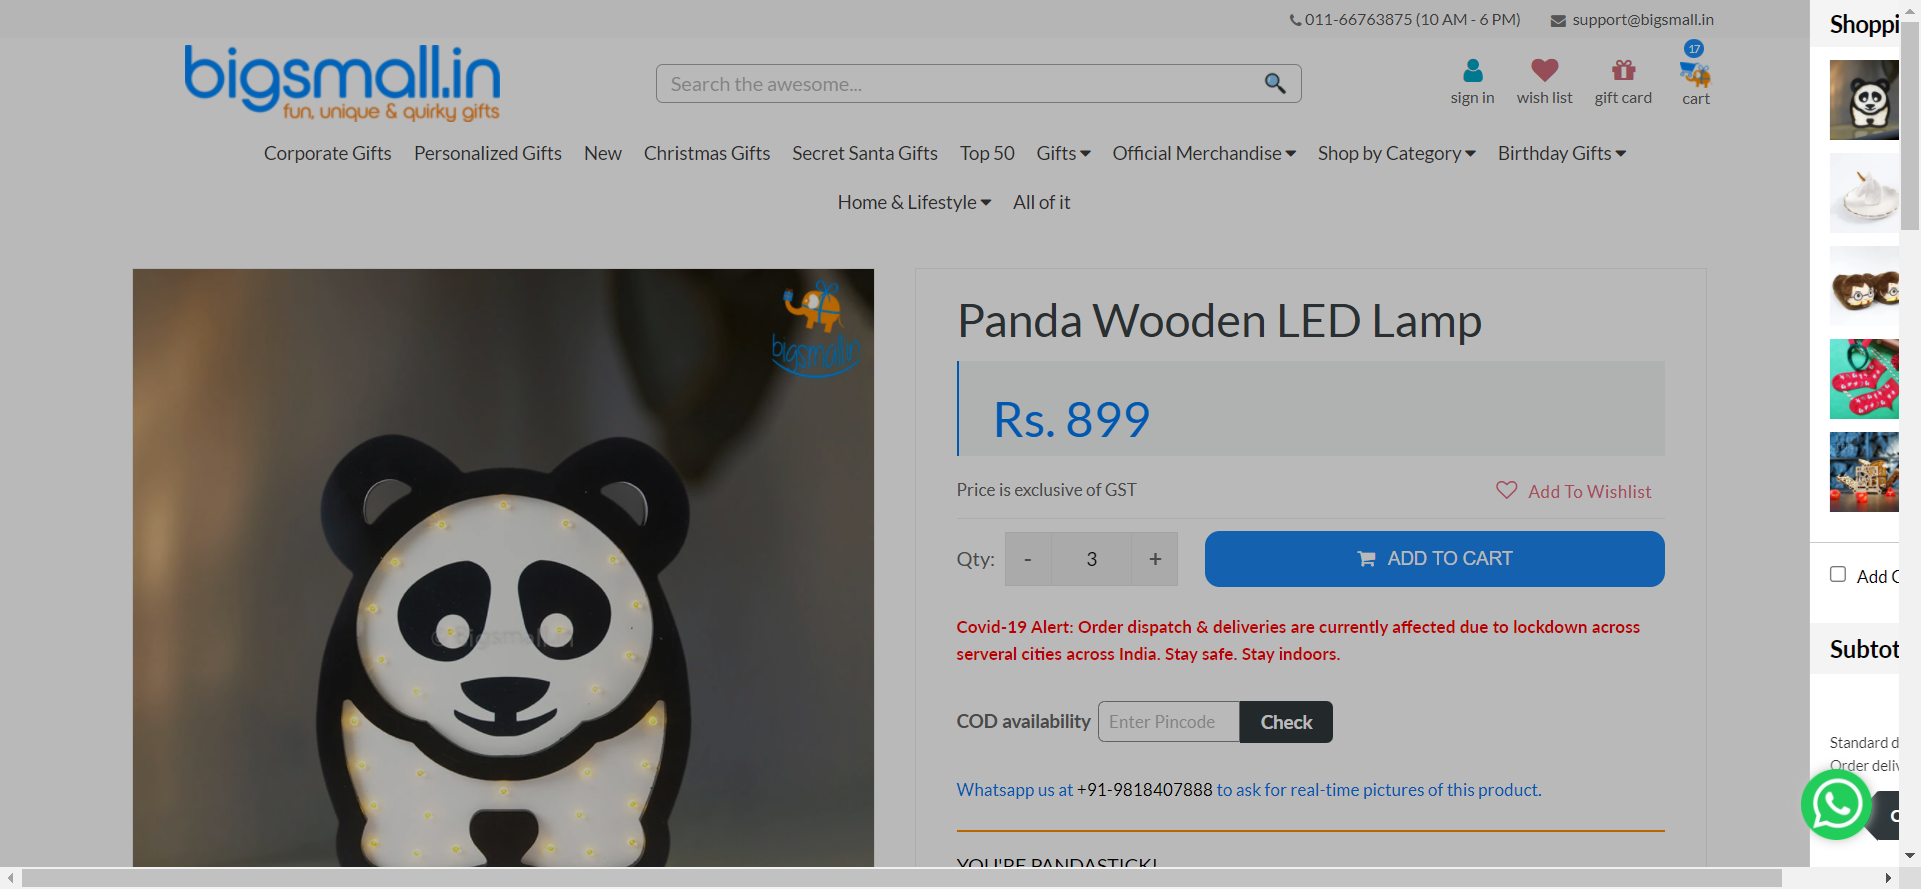 011-66763875 (10 AM - 6 PM)
support@bigsmall.in
bigsmall.in
fun, unique & quirky gifts
Search the awesome...
sign in
wish list
gift card
17
cart
Corporate Gifts
Personalized Gifts
New
Christmas Gifts
Secret Santa Gifts
Top 50
Gifts
Official Merchandise
Shop by Category
Birthday Gifts
Home & Lifestyle
All of it
bigsmall.in
Panda Wooden LED Lamp
Rs. 899
Price is exclusive of GST
Add To Wishlist
Qty:
-
3
+
ADD TO CART
Covid-19 Alert: Order dispatch & deliveries are currently affected due to lockdown across
serveral cities across India. Stay safe. Stay indoors.
COD availability
Enter Pincode
Check
Whatsapp us at +91-9818407888 to ask for real-time pictures of this product.
YOU'RE PANDASTICK!
© Bigsmall.in
Shoppi
Add
Subtot
Standard d
Order deliv